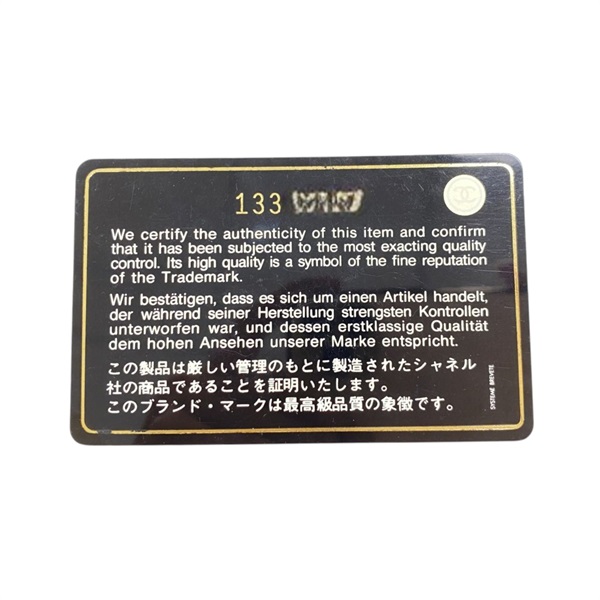 133
We certify the authenticity of this item and confirm
that it has been subjected to the most exacting quality
control. Its high quality is a symbol of the fine reputation
of the Trademark.
Wir bestätigen, dass es sich um einen Artikel handelt,
der während seiner Herstellung strengsten Kontrollen
unterworfen war, und dessen erstklassige Qualität
dem hohen Ansehen unserer Marke entspricht.
この製品は厳しい管理のもとに製造されたシャネル
社の商品であることを証明いたします。
このブランド・マークは最高級品質の象徴です。
SYSTEME BREVETE